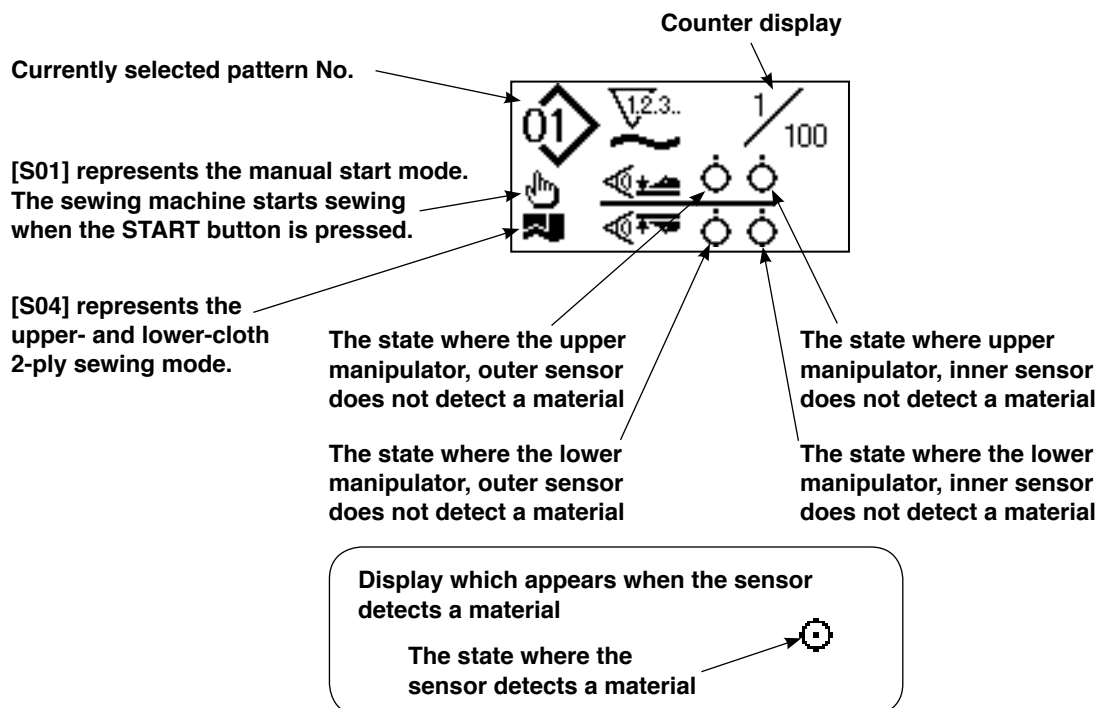 Counter display
Currently selected pattern No.
01
1.2.3..
1/100
[S01] represents the manual start mode.
The sewing machine starts sewing
when the START button is pressed.
[S04] represents the
upper- and lower-cloth
2-ply sewing mode.
The state where the upper
manipulator, outer sensor
does not detect a material
The state where upper
manipulator, inner sensor
does not detect a material
The state where the lower
manipulator, outer sensor
does not detect a material
The state where the lower
manipulator, inner sensor
does not detect a material
Display which appears when the sensor
detects a material
The state where the
sensor detects a material